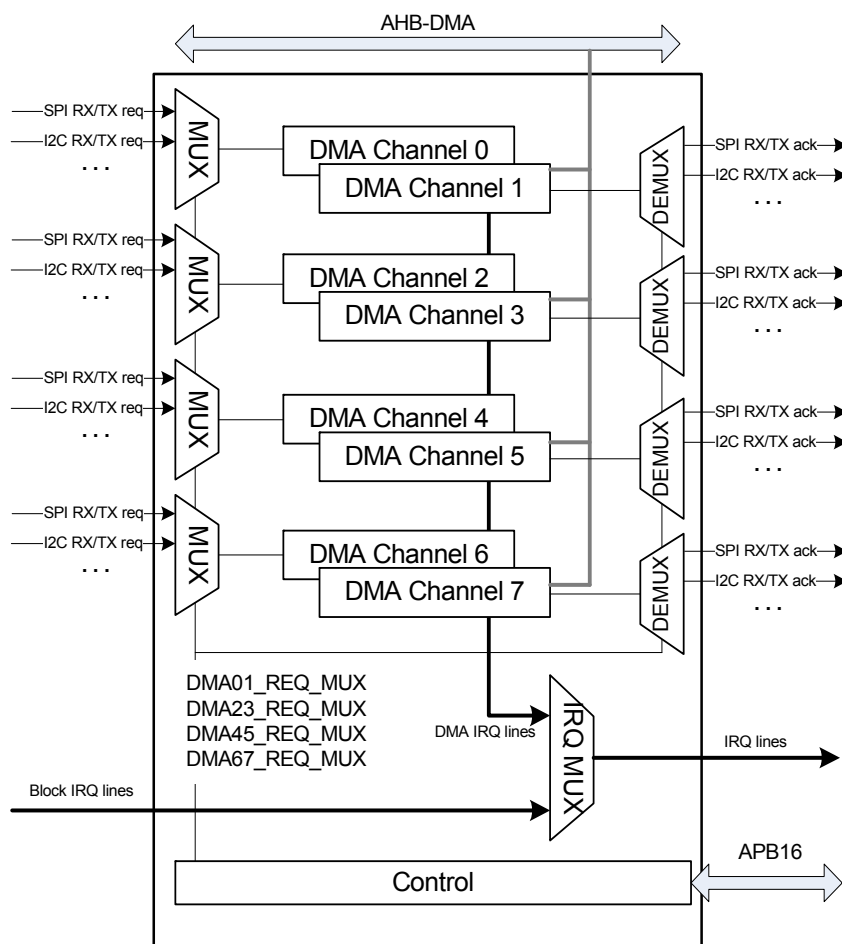 AHB-DMA
SPI RX/TX req
I2C RX/TX req
. . .
MUX
DMA Channel 0
DMA Channel 1
DEMUX
SPI RX/TX ack
I2C RX/TX ack
. . .
SPI RX/TX req
I2C RX/TX req
. . .
MUX
DMA Channel 2
DMA Channel 3
DEMUX
SPI RX/TX ack
I2C RX/TX ack
. . .
SPI RX/TX req
I2C RX/TX req
. . .
MUX
DMA Channel 4
DMA Channel 5
DEMUX
SPI RX/TX ack
I2C RX/TX ack
. . .
SPI RX/TX req
I2C RX/TX req
. . .
MUX
DMA Channel 6
DMA Channel 7
DEMUX
SPI RX/TX ack
I2C RX/TX ack
. . .
DMA01_REQ_MUX
DMA23_REQ_MUX
DMA45_REQ_MUX
DMA67_REQ_MUX
DMA IRQ lines
IRQ MUX
IRQ lines
Block IRQ lines
Control
APB16